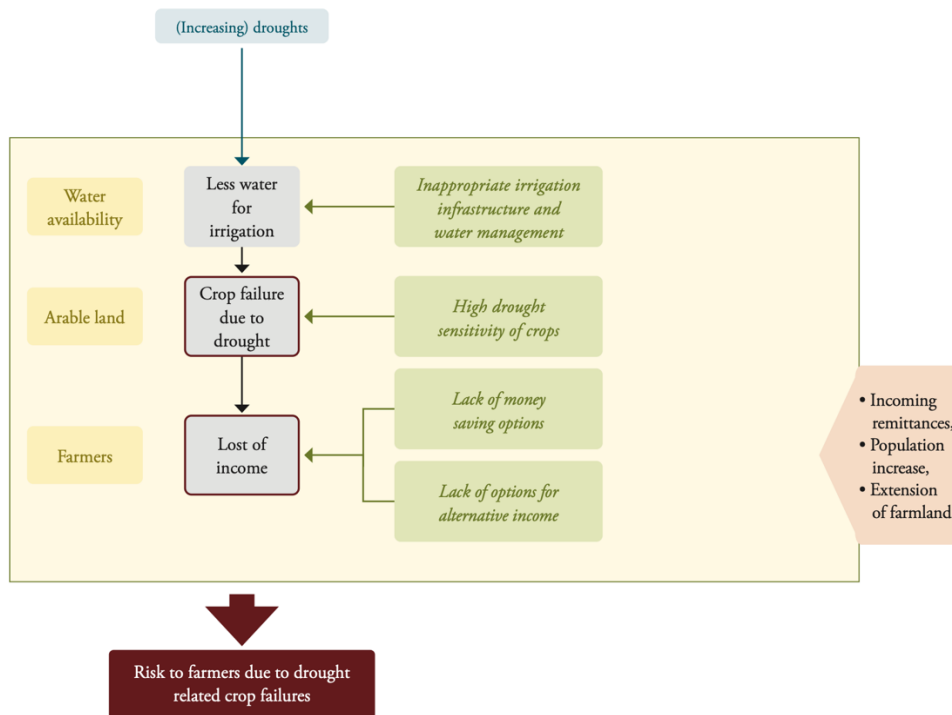 (Increasing) droughts
Water
availability
Less water
for
irrigation
Inappropriate irrigation
infrastructure and
water management
Arable land
Crop failure
due to
drought
High drought
sensitivity of crops
Farmers
Lost of
income
Lack of money
saving options
Lack of options for
alternative income
• Incoming
remittances,
• Population
increase,
• Extension
of farmland
Risk to farmers due to drought
related crop failures